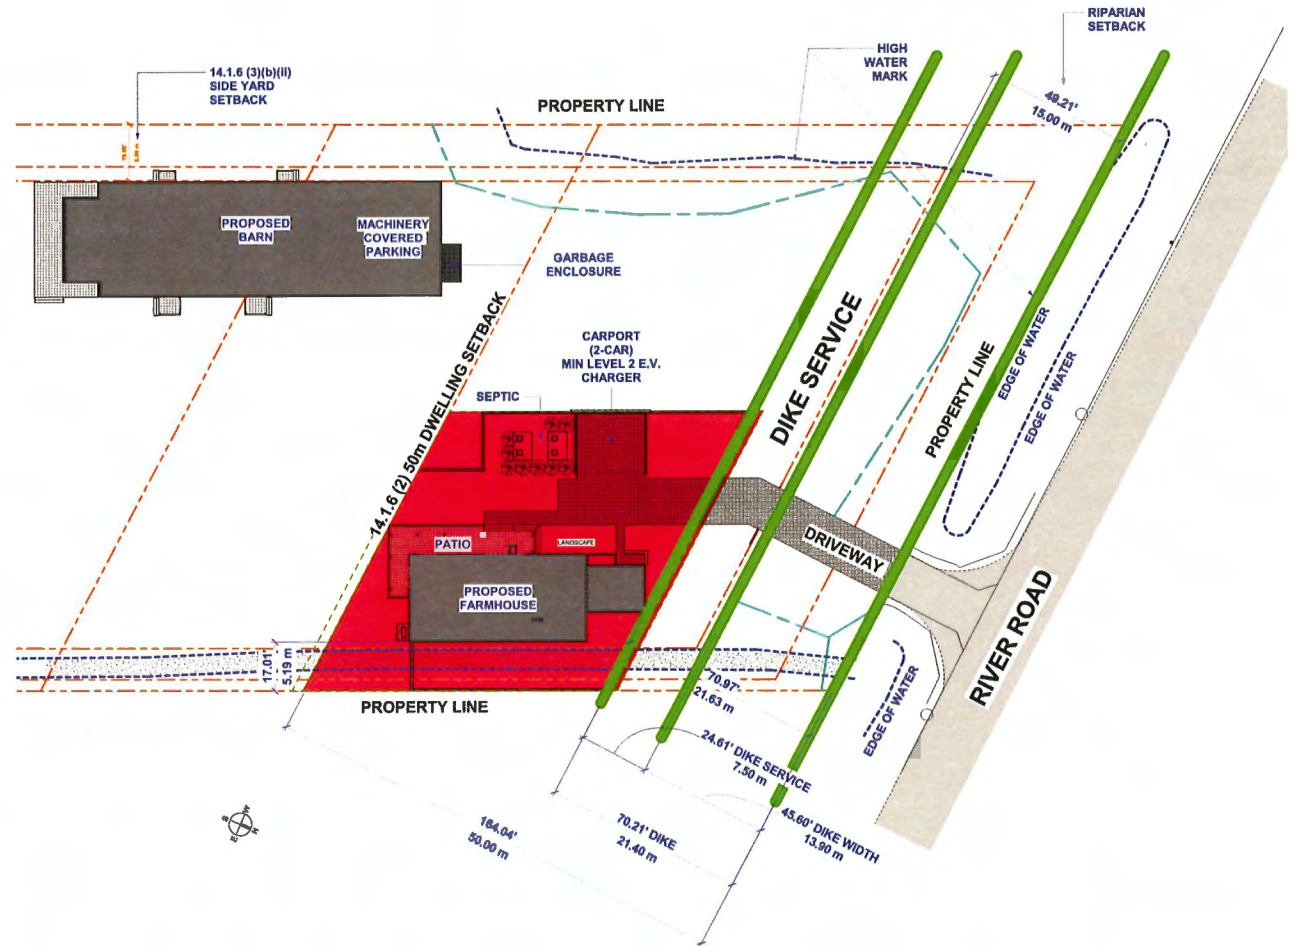 RIPARIAN
SETBACK
HIGH
WATER
MARK
14.1.6 (3)(b)(ii)
SIDE YARD
SETBACK
PROPERTY LINE
49.21'
15.00 m
PROPOSED
BARN
MACHINERY
COVERED
PARKING
GARBAGE
ENCLOSURE
14.1.6 (2) 50m DWELLING SETBACK
CARPORT
(2-CAR)
MIN LEVEL 2 E.V.
CHARGER
SEPTIC
DIKE SERVICE
PROPERTY LINE
EDGE OF WATER
EDGE OF WATER
PATIO
LANDSCAPE
PROPOSED
FARMHOUSE
DRIVEWAY
RIVER ROAD
17.01'
5.19 m
PROPERTY LINE
70.97'
21.63 m
EDGE OF WATER
24.61' DIKE SERVICE
7.50 m
164.04'
50.00 m
70.21' DIKE
21.40 m
45.60' DIKE WIDTH
13.90 m
S W
E N